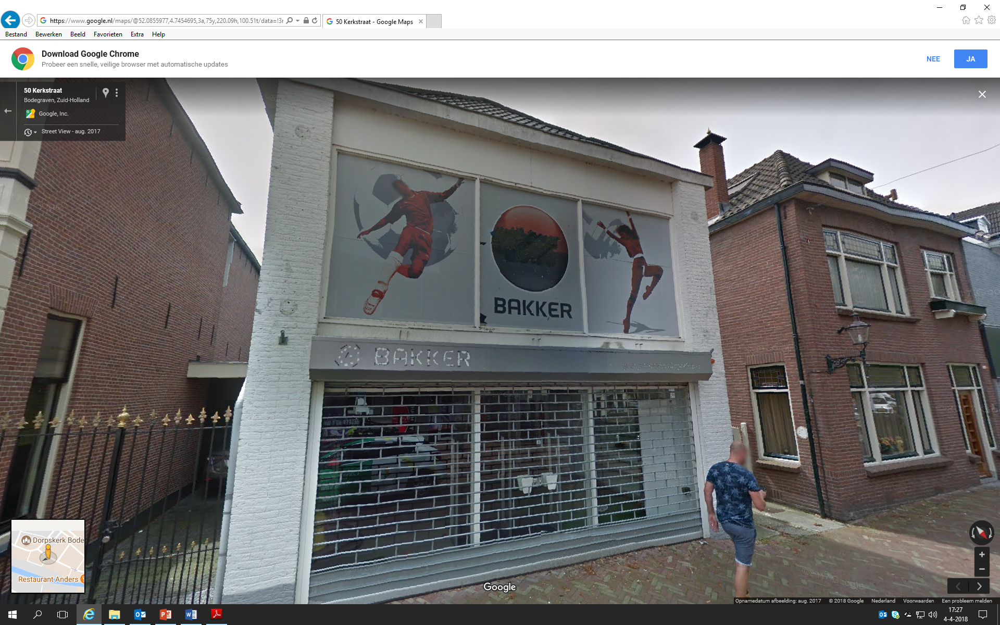 https://www.google.nl/maps/@52.0855977,4.7454695,3a,75y,220.09h,100.51t/data=!3r
50 Kerkstraat - Google Maps
Bestand Bewerken Beeld Favorieten Extra Help
Download Google Chrome
Probeer een snelle, veilige browser met automatische updates
NEE JA
50 Kerkstraat
Bodegraven, Zuid-Holland
Google, Inc.
Street View - aug. 2017
BAKKER
BAKKER
Dorpskerk Bode
Restaurant Anders
Google
Opnamedatum afbeelding: aug. 2017 © 2018 Google Nederland Voorwaarden Een probleem melden
17:27
4-4-2018